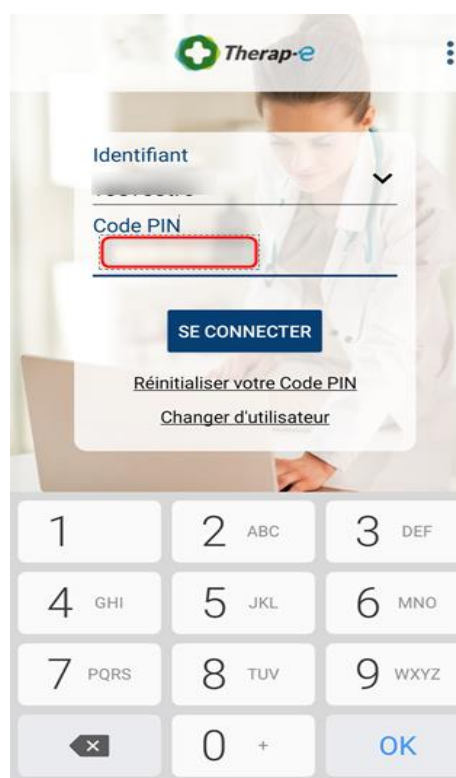 Therap-e
Identifiant
Code PIN
SE CONNECTER
Réinitialiser votre Code PIN
Changer d'utilisateur
1 2 ABC 3 DEF
4 GHI 5 JKL 6 MNO
7 PQRS 8 TUV 9 WXYZ
0 + OK